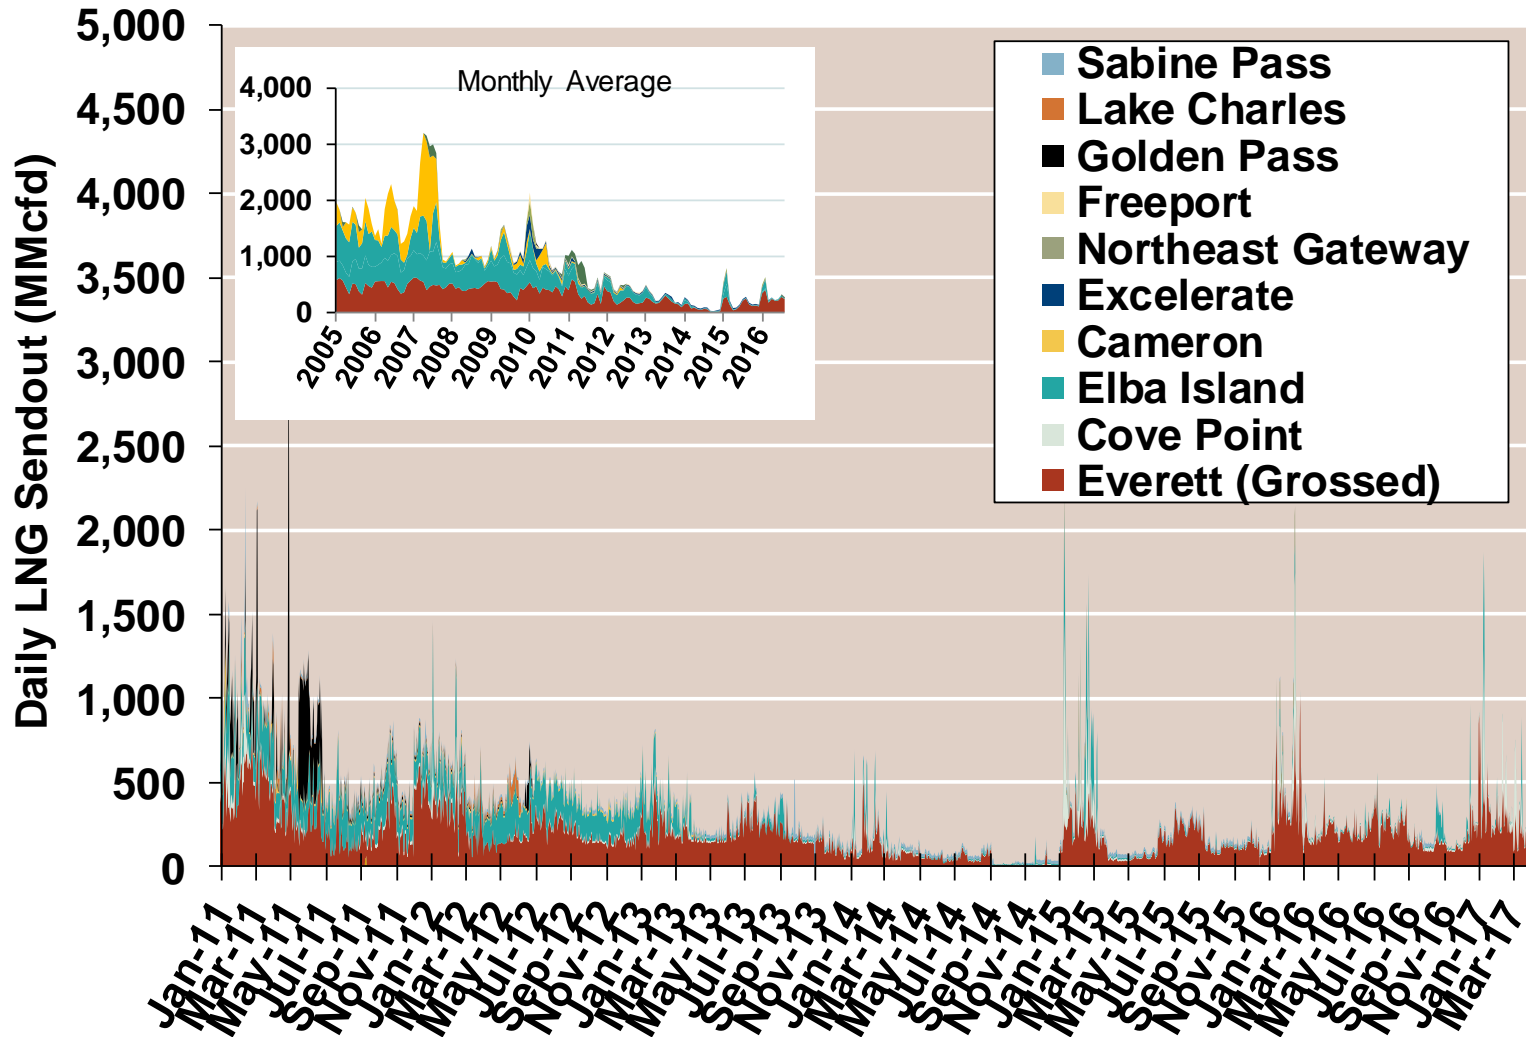 Daily LNG Sendout (MMcfd)
5,000
4,500
4,000
3,500
3,000
2,500
2,000
1,500
1,000
500
0
Monthly Average
4,000
3,000
2,000
1,000
0
2005 2006 2007 2008 2009 2010 2011 2012 2013 2014 2015 2016
Sabine Pass
Lake Charles
Golden Pass
Freeport
Northeast Gateway
Excelerate
Cameron
Elba Island
Cove Point
Everett (Grossed)
Jan-11 Mar-11 May-11 Jul-11 Sep-11 Nov-11 Jan-12 Mar-12 May-12 Jul-12 Sep-12 Nov-12 Jan-13 Mar-13 May-13 Jul-13 Sep-13 Nov-13 Jan-14 Mar-14 May-14 Jul-14 Sep-14 Nov-14 Jan-15 Mar-15 May-15 Jul-15 Sep-15 Nov-15 Jan-16 Mar-16 May-16 Jul-16 Sep-16 Nov-16 Jan-17 Mar-17